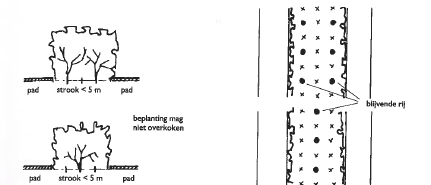 pad
strook < 5 m
pad
beplanting mag
niet overkoken
blijvende rij
pad
strook < 5 m
pad